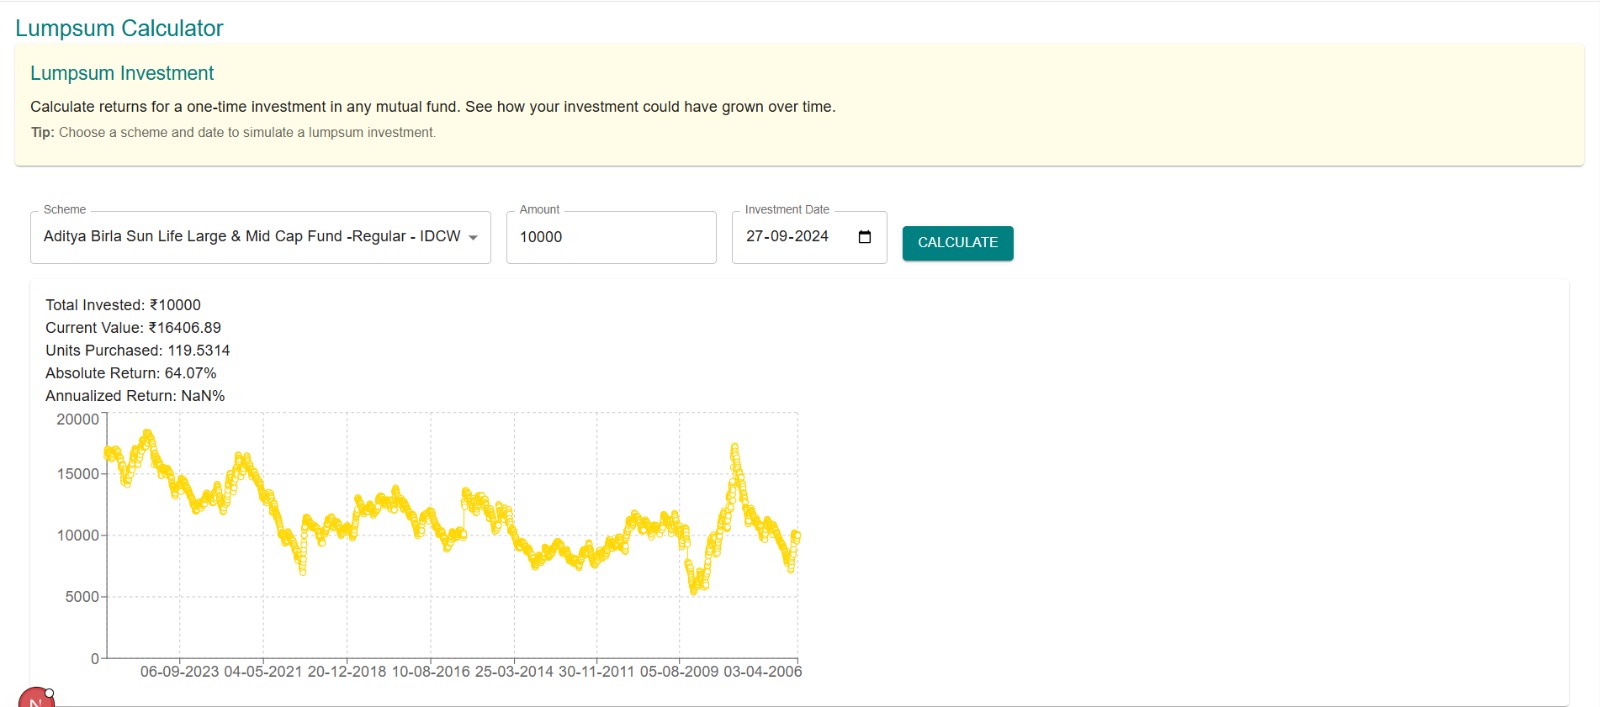 Lumpsum Calculator
Lumpsum Investment
Calculate returns for a one-time investment in any mutual fund. See how your investment could have grown over time.
Tip: Choose a scheme and date to simulate a lumpsum investment.
Scheme
Aditya Birla Sun Life Large & Mid Cap Fund -Regular - IDCW
Amount
10000
Investment Date
27-09-2024
CALCULATE
Total Invested: ₹10000
Current Value: ₹16406.89
Units Purchased: 119.5314
Absolute Return: 64.07%
Annualized Return: NaN%
20000
15000
10000
5000
0
06-09-2023 04-05-2021 20-12-2018 10-08-2016 25-03-2014 30-11-2011 05-08-2009 03-04-2006
N